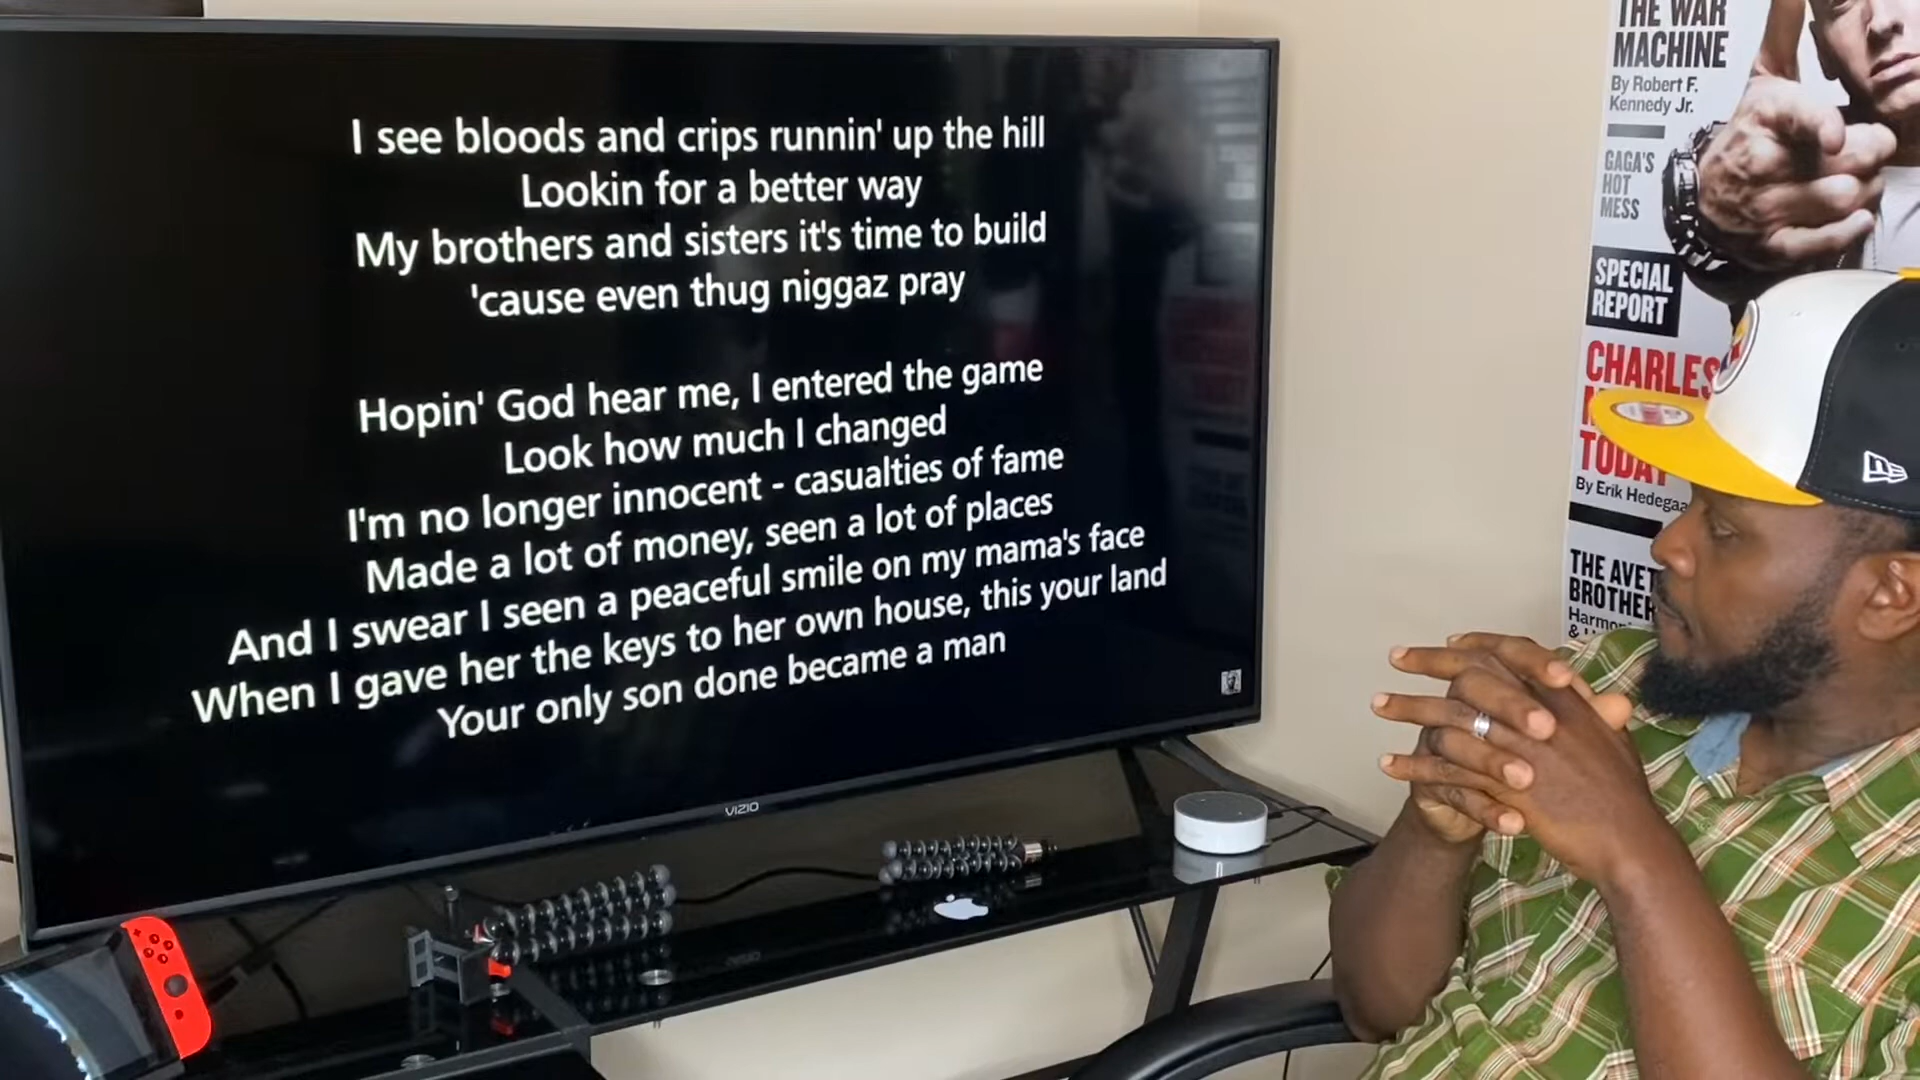 I see bloods and crips runnin' up the hill
Lookin for a better way
My brothers and sisters it's time to build
'cause even thug niggaz pray
Hopin' God hear me, I entered the game
Look how much I changed
I'm no longer innocent - casualties of fame
Made a lot of money, seen a lot of places
And I swear I seen a peaceful smile on my mama's face
When I gave her the keys to her own house, this your land
Your only son done became a man
VIZIO
THE WAR
MACHINE
By Robert F.
Kennedy Jr.
GAGA'S
HOT
MESS
SPECIAL
REPORT
CHARLES
TODAY
By Erik Hedegaa
THE AVET
BROTHER
Harmon
&